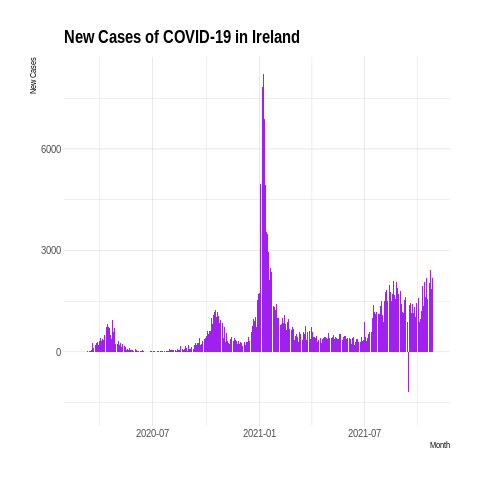 New Cases of COVID-19 in Ireland
New Cases
6000
3000
0
2020-07
2021-01
2021-07
Month